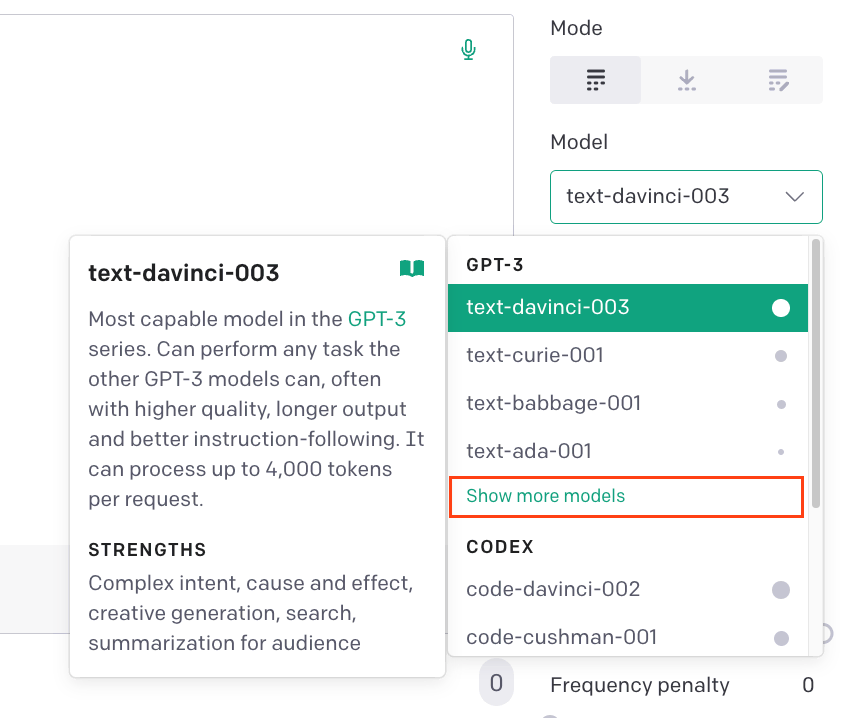 Mode
Model
text-davinci-003
text-davinci-003
Most capable model in the GPT-3
series. Can perform any task the
other GPT-3 models can, often
with higher quality, longer output
and better instruction-following. It
can process up to 4,000 tokens
per request.
STRENGTHS
Complex intent, cause and effect,
creative generation, search,
summarization for audience
GPT-3
text-davinci-003
text-curie-001
text-babbage-001
text-ada-001
Show more models
CODEX
code-davinci-002
code-cushman-001
0
Frequency penalty 0